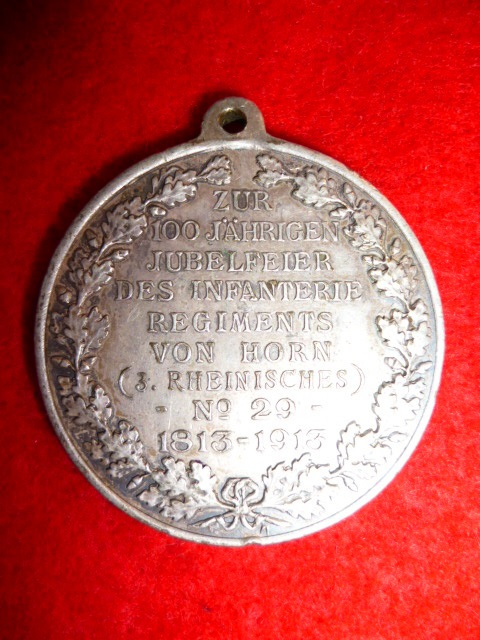 ZUR
100 JÄHRIGEN
JUBELFEIER
DES INFANTERIE
REGIMENTS
VON HORN
(3. RHEINISCHES)
- No 29 -
1813-1913